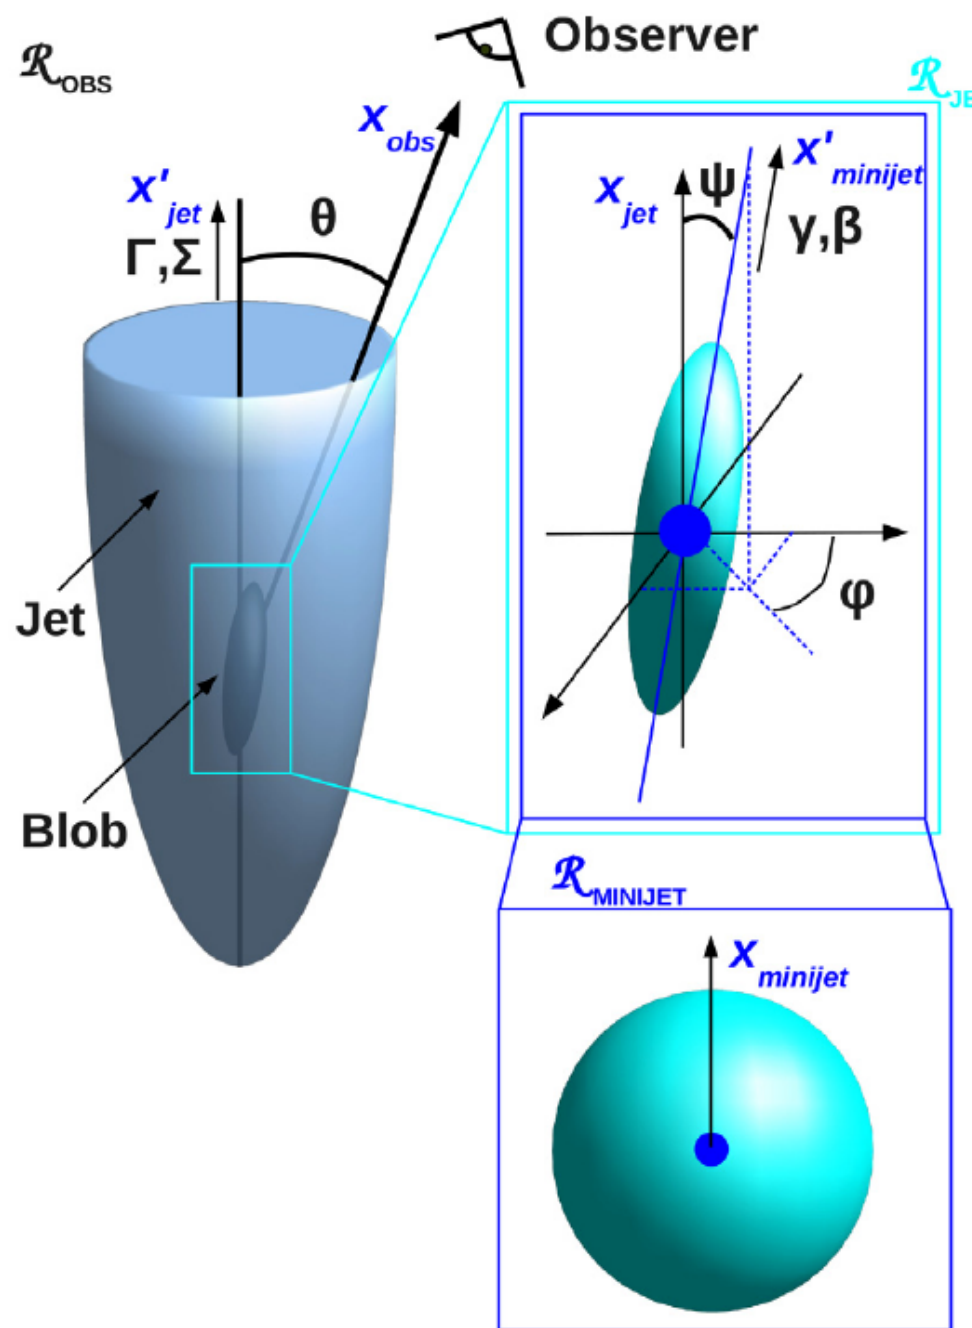 Observer
ℛOBS
ℛJE
xobs
x'jet
Γ,Σ
θ
xjet
ψ
x'minijet
γ,β
φ
Jet
Blob
ℛMINIJET
xminijet